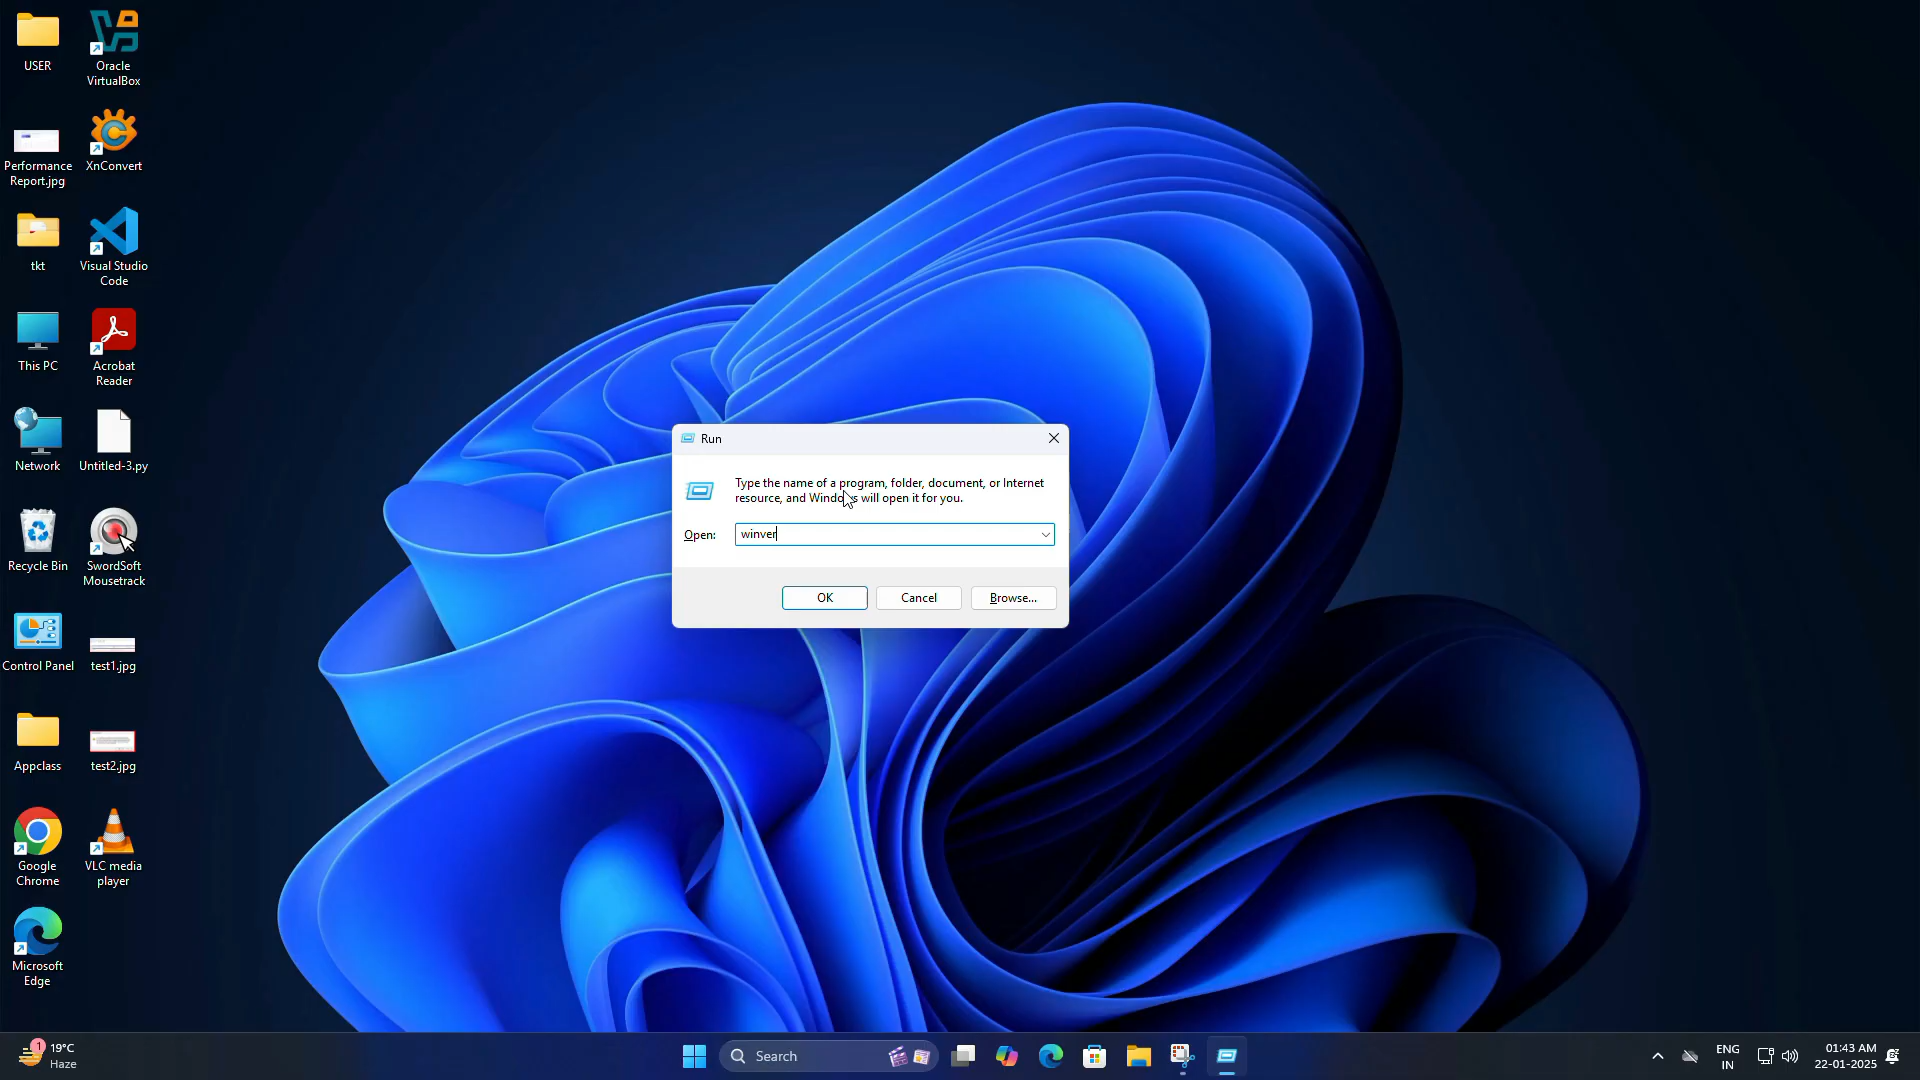 USER
Oracle
VirtualBox
Performance
Report.jpg
XnConvert
tkt
Visual Studio
Code
This PC
Acrobat
Reader
Network
Untitled-3.py
Recycle Bin
SwordSoft
Mousetrack
Control Panel
test1.jpg
Appclass
test2.jpg
Google
Chrome
VLC media
player
Microsoft
Edge
Run
Type the name of a program, folder, document, or Internet
resource, and Windows will open it for you.
Open:
winver
OK
Cancel
Browse...
1
19°C
Haze
Search
ENG
IN
01:43 AM
22-01-2025